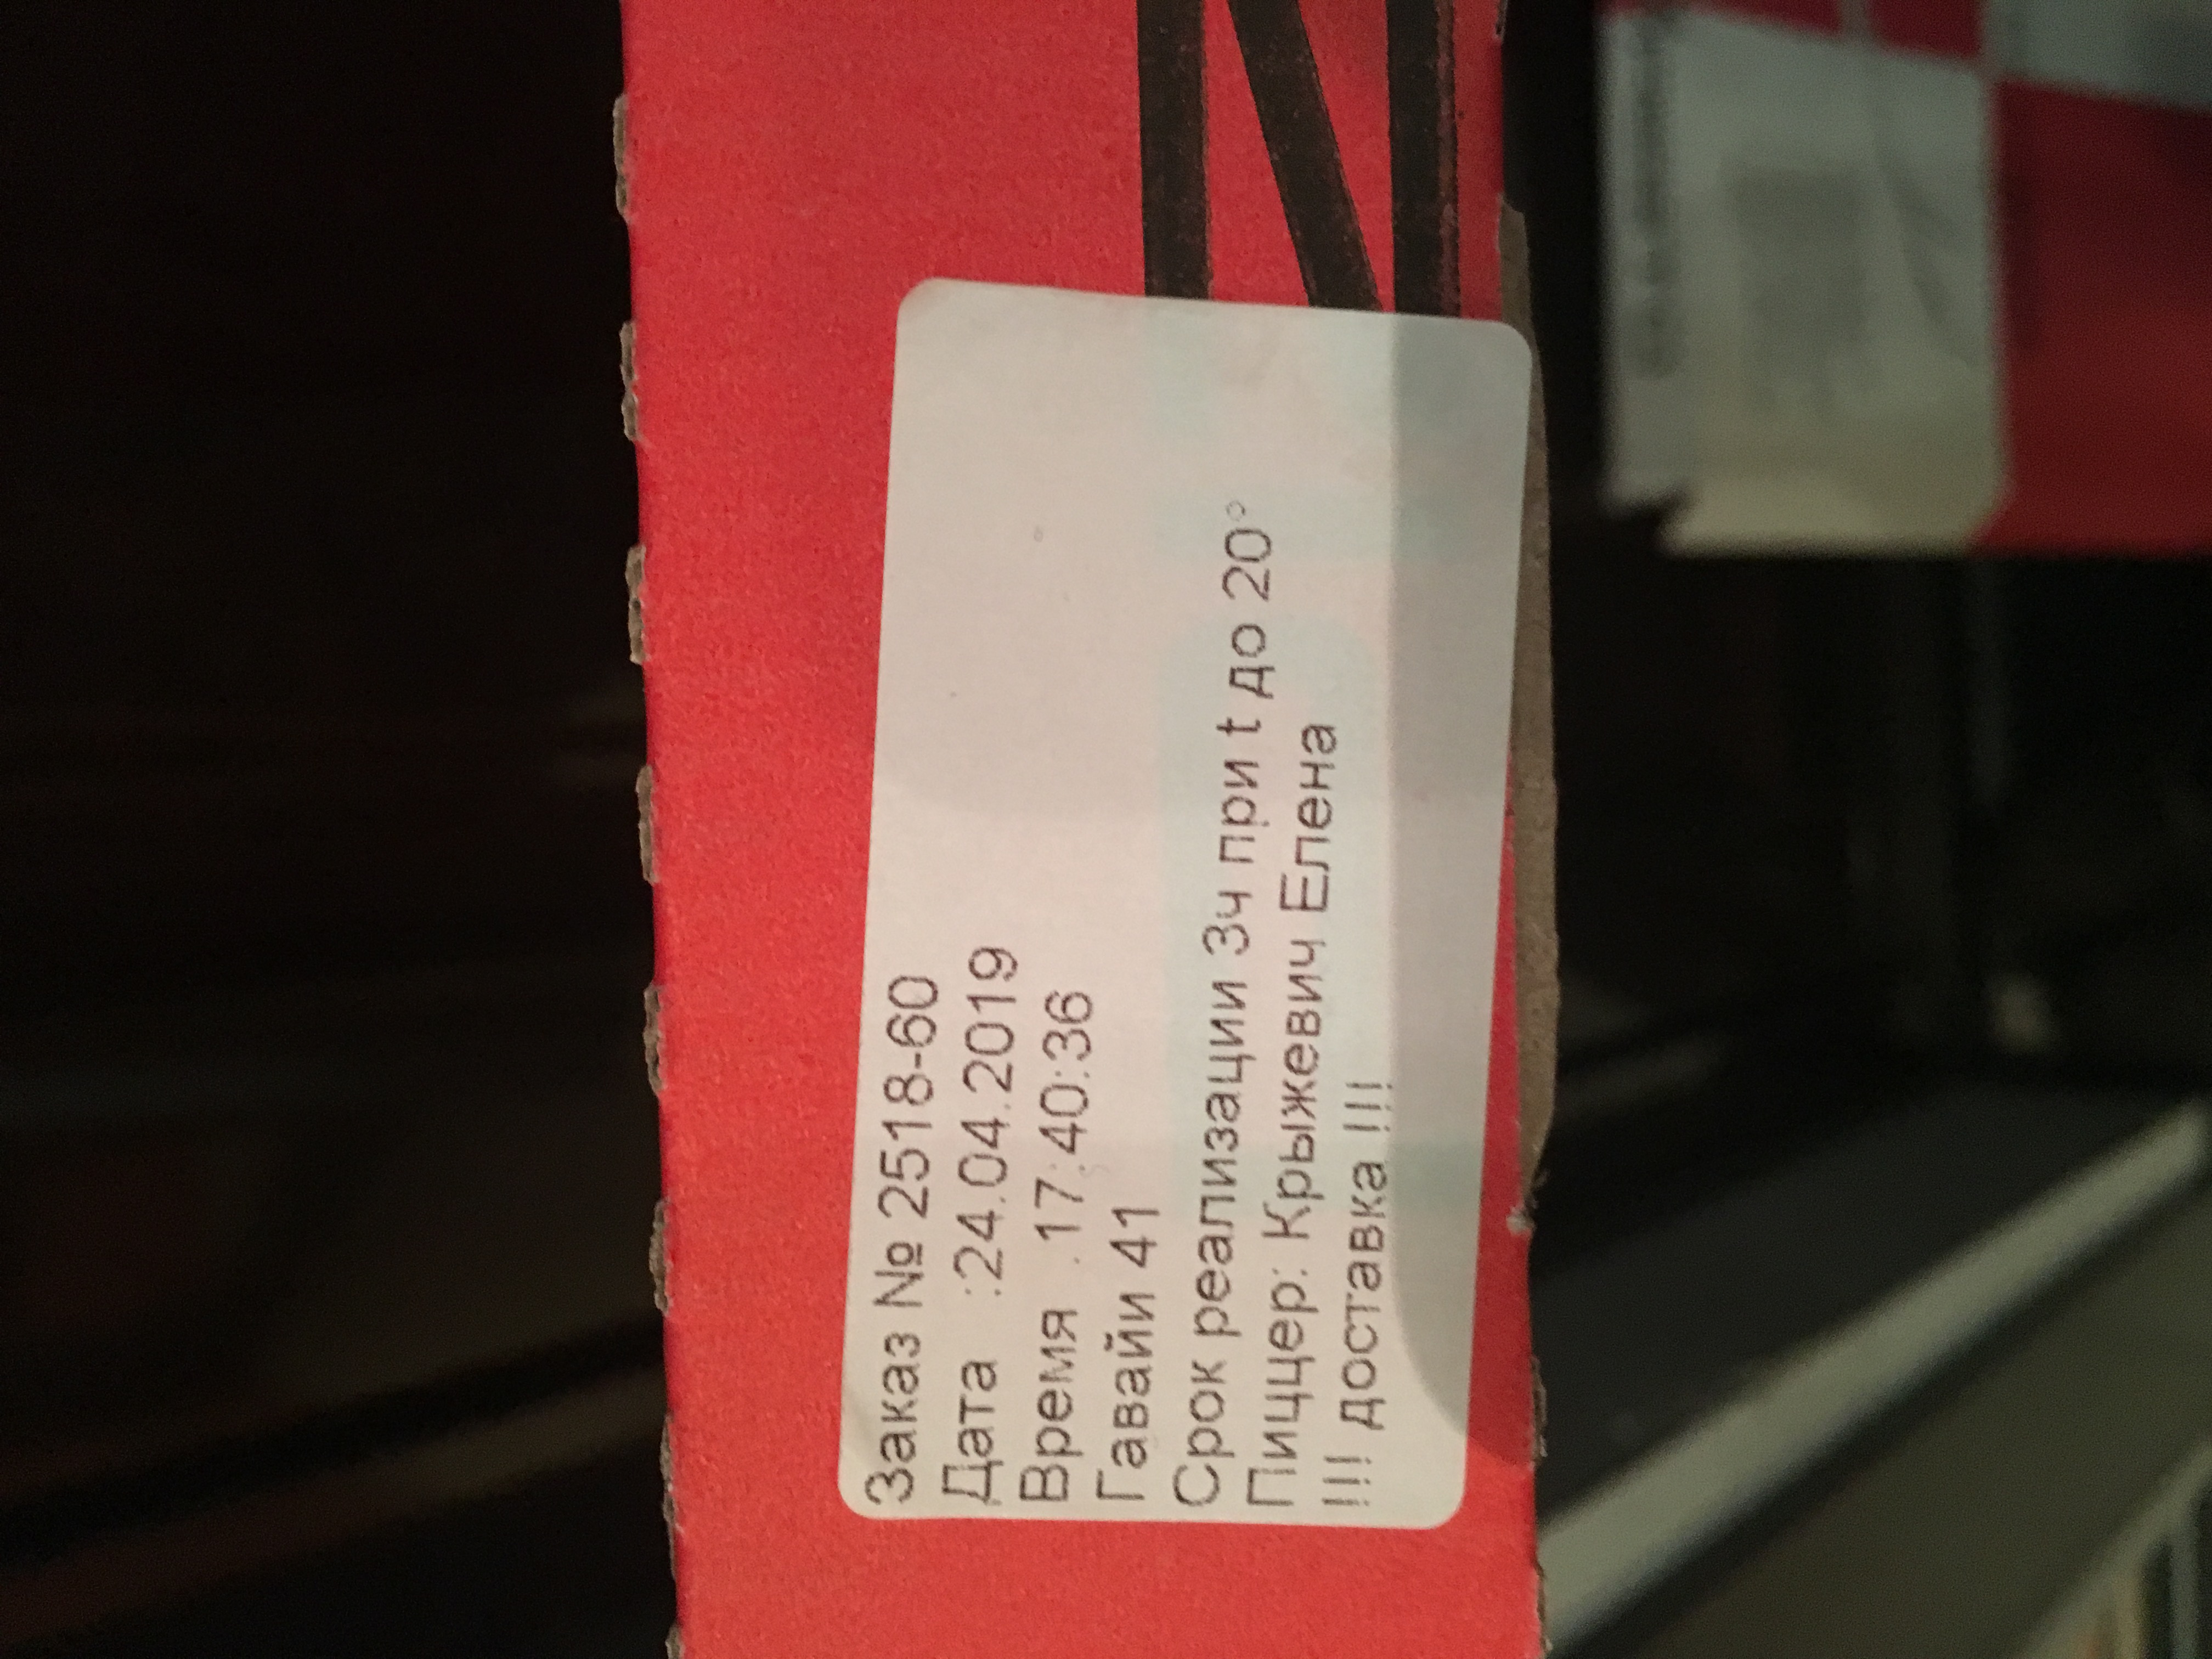 Заказ № 2518-60
Дата :24.04.2019
Время :17:40:36
Гавайи 41
Срок реализации 3ч при t до 20°
Пиццер: Крыжевич Елена
!!! доставка !!!!